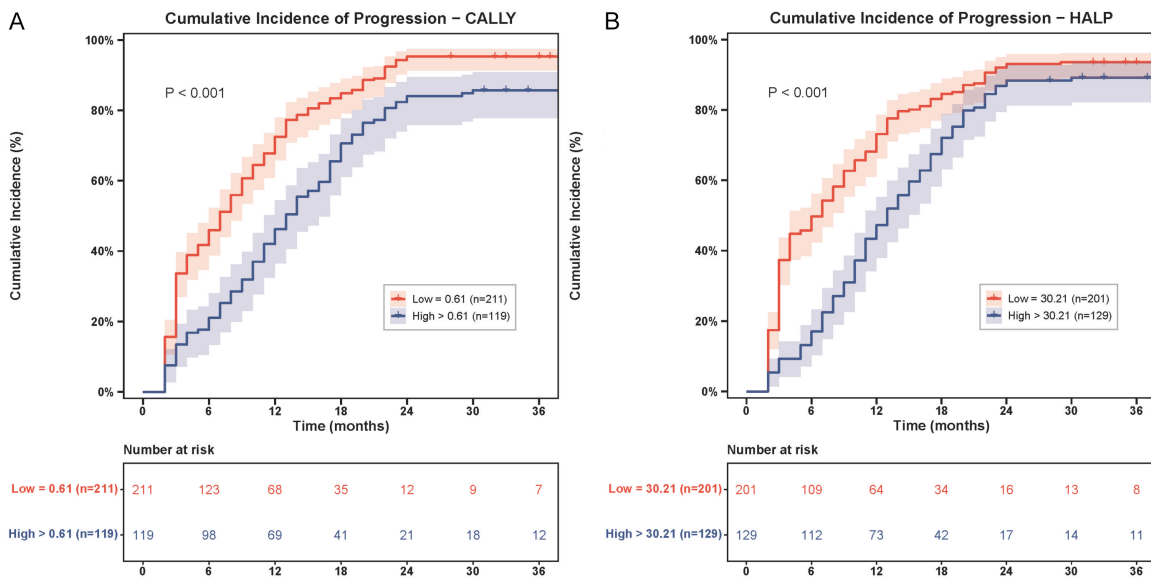 A
Cumulative Incidence of Progression – CALLY
100%
80%
60%
40%
20%
0%
Cumulative Incidence (%)
P < 0.001
Low = 0.61 (n=211)
High > 0.61 (n=119)
0 6 12 18 24 30 36
Time (months)
Number at risk
Low = 0.61 (n=211) 211 123 68 35 12 9 7
High > 0.61 (n=119) 119 98 69 41 21 18 12
0 6 12 18 24 30 36
B
Cumulative Incidence of Progression – HALP
100%
80%
60%
40%
20%
0%
Cumulative Incidence (%)
P < 0.001
Low = 30.21 (n=201)
High > 30.21 (n=129)
0 6 12 18 24 30 36
Time (months)
Number at risk
Low = 30.21 (n=201) 201 109 64 34 16 13 8
High > 30.21 (n=129) 129 112 73 42 17 14 11
0 6 12 18 24 30 36